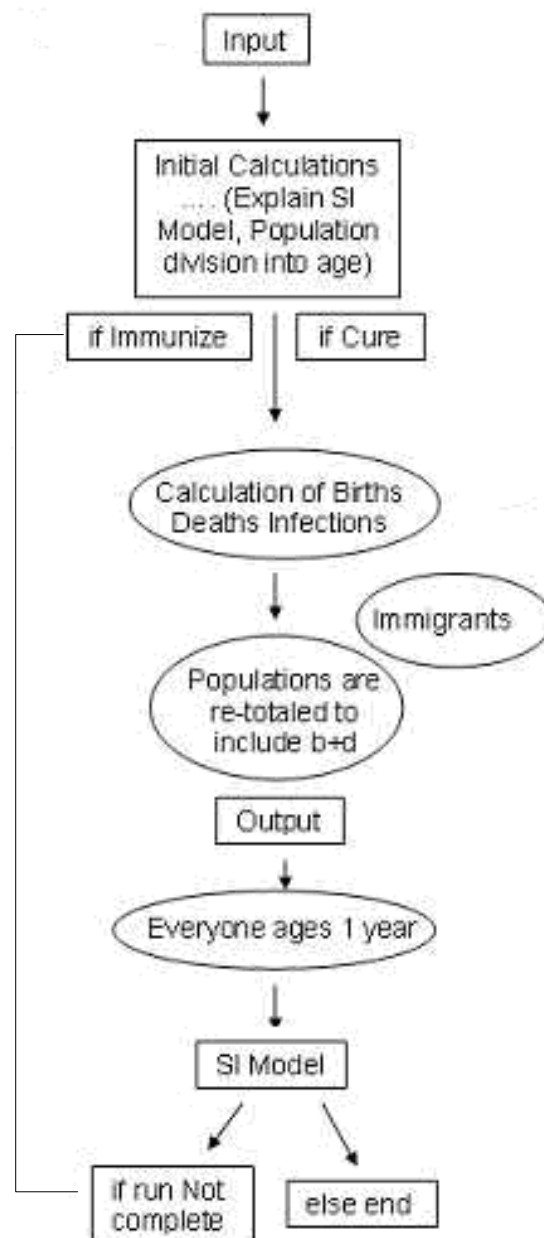 Input
Initial Calculations
.... (Explain SI
Model, Population
division into age)
if Immunize
if Cure
Calculation of Births
Deaths Infections
Immigrants
Populations are
re-totaled to
include b+d
Output
Everyone ages 1 year
SI Model
if run Not
complete
else end